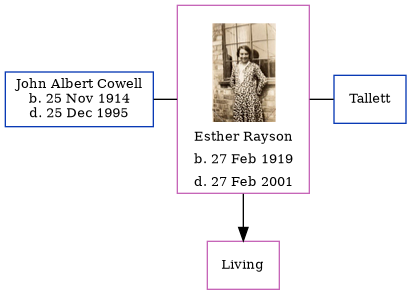 John Albert Cowell
b. 25 Nov 1914
d. 25 Dec 1995
Esther Rayson
b. 27 Feb 1919
d. 27 Feb 2001
Tallett
Living